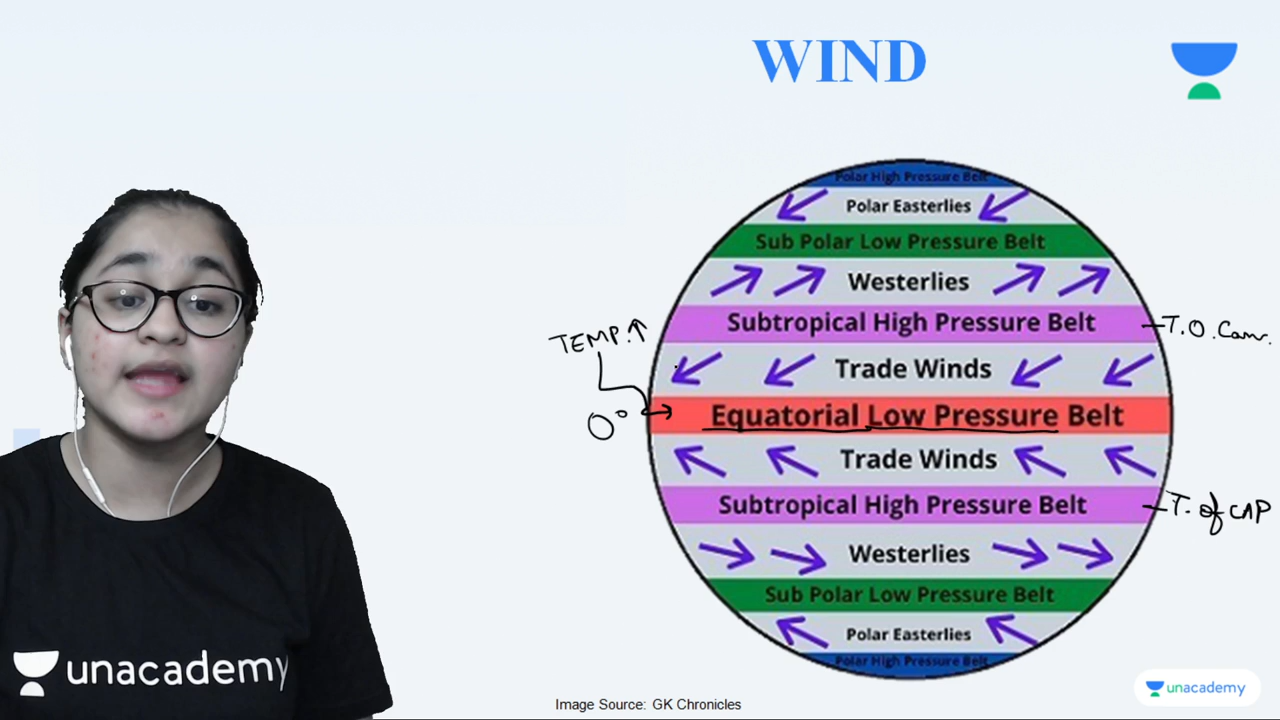 WIND
Polar High Pressure Belt
Polar Easterlies
Sub Polar Low Pressure Belt
Westerlies
Subtropical High Pressure Belt
T.O.Can.
TEMP.↑
Trade Winds
0°
Equatorial Low Pressure Belt
Trade Winds
Subtropical High Pressure Belt
T. of CAP
Westerlies
Sub Polar Low Pressure Belt
Polar Easterlies
Polar High Pressure Belt
unacademy
unacademy
Image Source: GK Chronicles